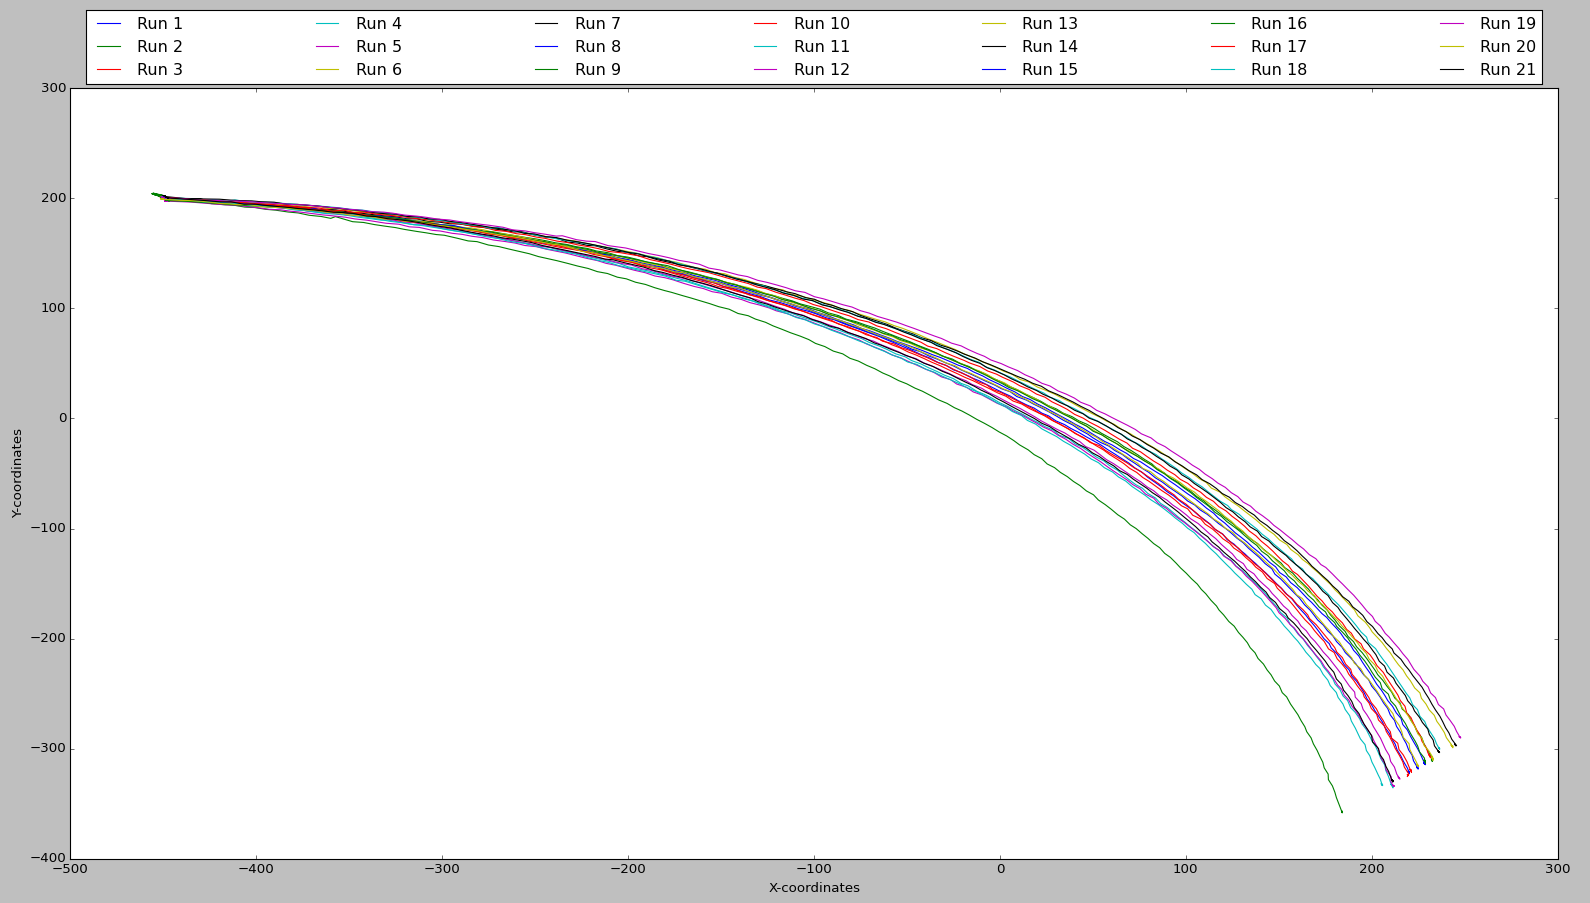 Run 1 Run 4 Run 7 Run 10 Run 13 Run 16 Run 19
Run 2 Run 5 Run 8 Run 11 Run 14 Run 17 Run 20
Run 3 Run 6 Run 9 Run 12 Run 15 Run 18 Run 21
300
200
100
0
−100
−200
−300
−400
Y-coordinates
−500 −400 −300 −200 −100 0 100 200 300
X-coordinates